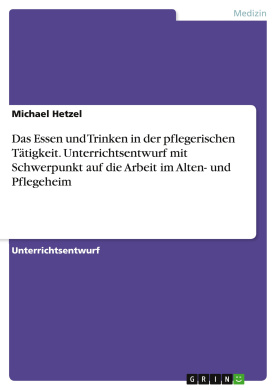 Medizin
Michael Hetzel
Das Essen und Trinken in der pflegerischen
Tätigkeit. Unterrichtsentwurf mit
Schwerpunkt auf die Arbeit im Alten- und
Pflegeheim
Unterrichtsentwurf
GRIN